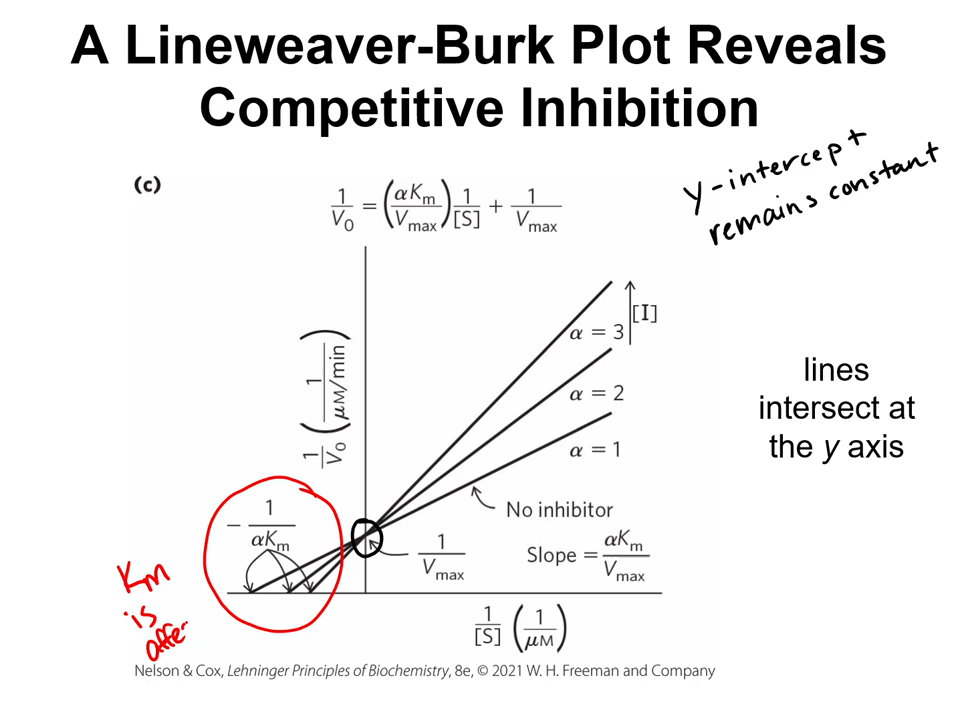 A Lineweaver-Burk Plot Reveals
Competitive Inhibition
y-intercept
remains constant
(c)
1/V₀ = (αKm/Vmax) 1/[S] + 1/Vmax
[I]
α = 3
α = 2
α = 1
lines
intersect at
the y axis
1/V₀ (1/μM/min)
No inhibitor
− 1/αKm
1/Vmax
Slope = αKm/Vmax
Km
is
affe
1/[S] (1/μM)
Nelson & Cox, Lehninger Principles of Biochemistry, 8e, © 2021 W. H. Freeman and Company